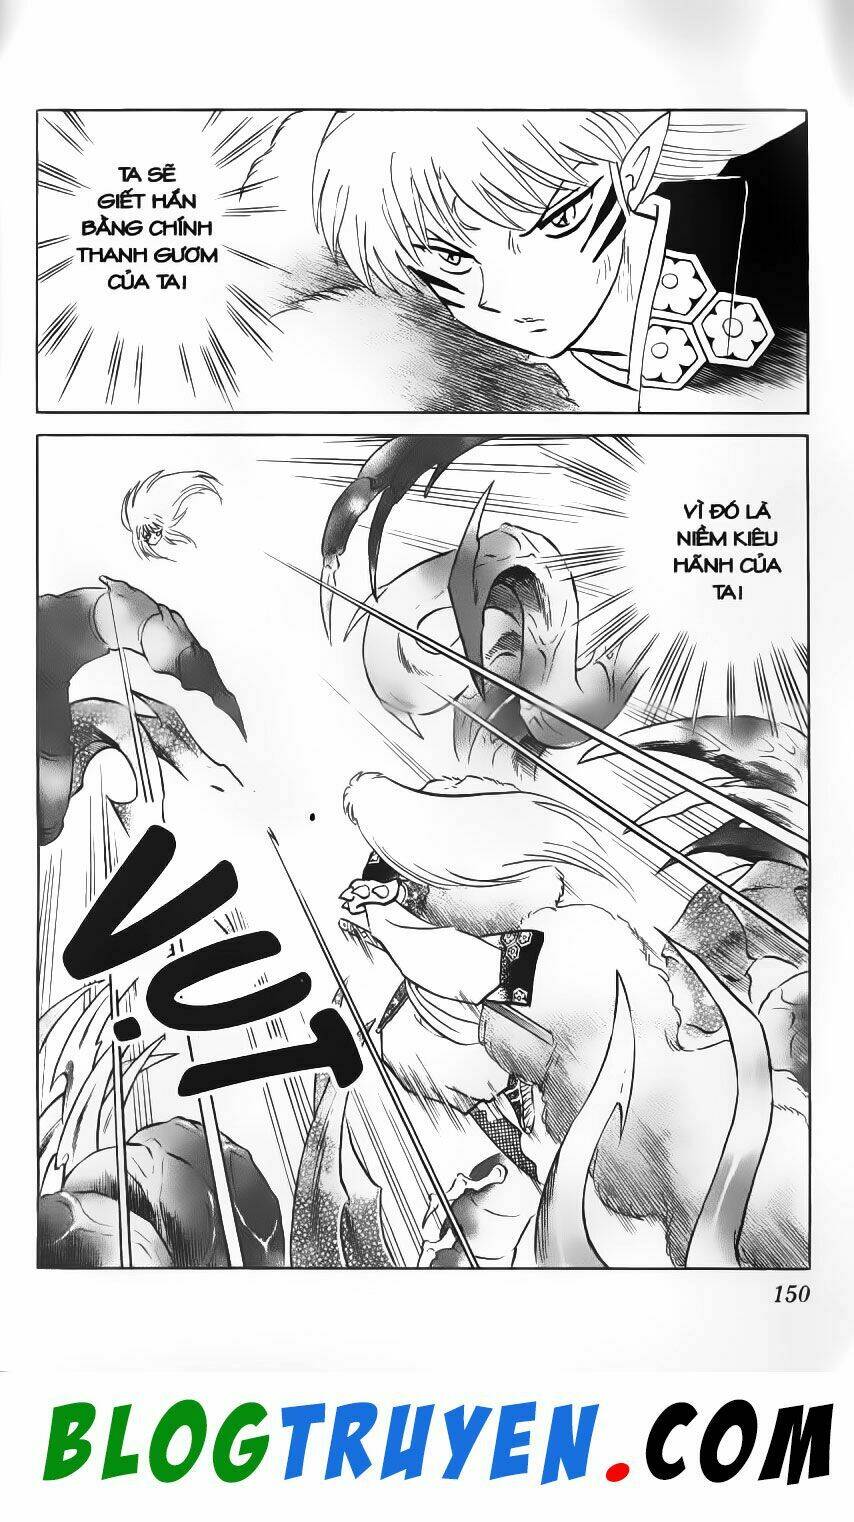 TA SẼ
GIẾT HẮN
BẰNG CHÍNH
THANH GƯƠM
CỦA TA!
VÌ ĐÓ LÀ
NIỀM KIÊU
HÃNH CỦA
TA!
VỤT
150
BLOGTRUYEN.COM